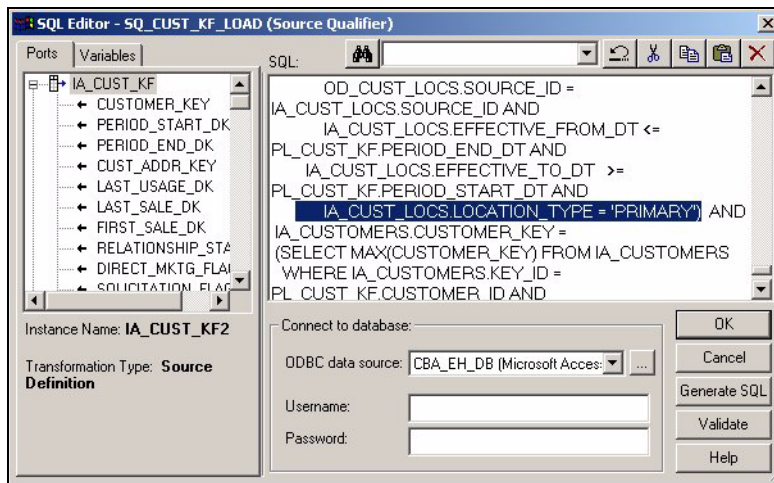 SQL Editor - SQ_CUST_KF_LOAD (Source Qualifier)
Ports
Variables
SQL:
IA_CUST_KF
CUSTOMER_KEY
PERIOD_START_DK
PERIOD_END_DK
CUST_ADDR_KEY
LAST_USAGE_DK
LAST_SALE_DK
FIRST_SALE_DK
RELATIONSHIP_STA
DIRECT_MKTG_FLA
SOLICITATION_FLAG
OD_CUST_LOCS.SOURCE_ID =
IA_CUST_LOCS.SOURCE_ID AND
IA_CUST_LOCS.EFFECTIVE_FROM_DT <=
PL_CUST_KF.PERIOD_END_DT AND
IA_CUST_LOCS.EFFECTIVE_TO_DT >=
PL_CUST_KF.PERIOD_START_DT AND
IA_CUST_LOCS.LOCATION_TYPE = 'PRIMARY') AND
IA_CUSTOMERS.CUSTOMER_KEY =
(SELECT MAX(CUSTOMER_KEY) FROM IA_CUSTOMERS
WHERE IA_CUSTOMERS.KEY_ID =
PL_CUST_KF.CUSTOMER_ID AND
Instance Name: IA_CUST_KF2
Transformation Type: Source
Definition
Connect to database:
ODBC data source: CBA_EH_DB (Microsoft Acces: ...
Username:
Password:
OK
Cancel
Generate SQL
Validate
Help